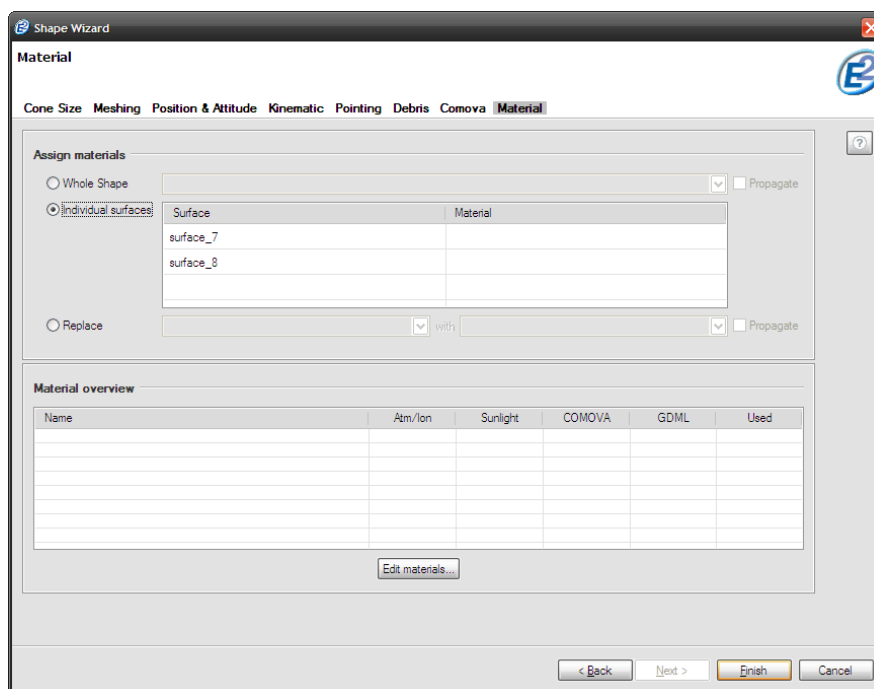 Shape Wizard
Material
E2
Cone Size Meshing Position & Attitude Kinematic Pointing Debris Comova Material
?
Assign materials
Whole Shape Propagate
Individual surfaces Surface Material
surface_7
surface_8
Replace with Propagate
Material overview
Name Atm/Ion Sunlight COMOVA GDML Used
Edit materials...
< Back Next > Finish Cancel